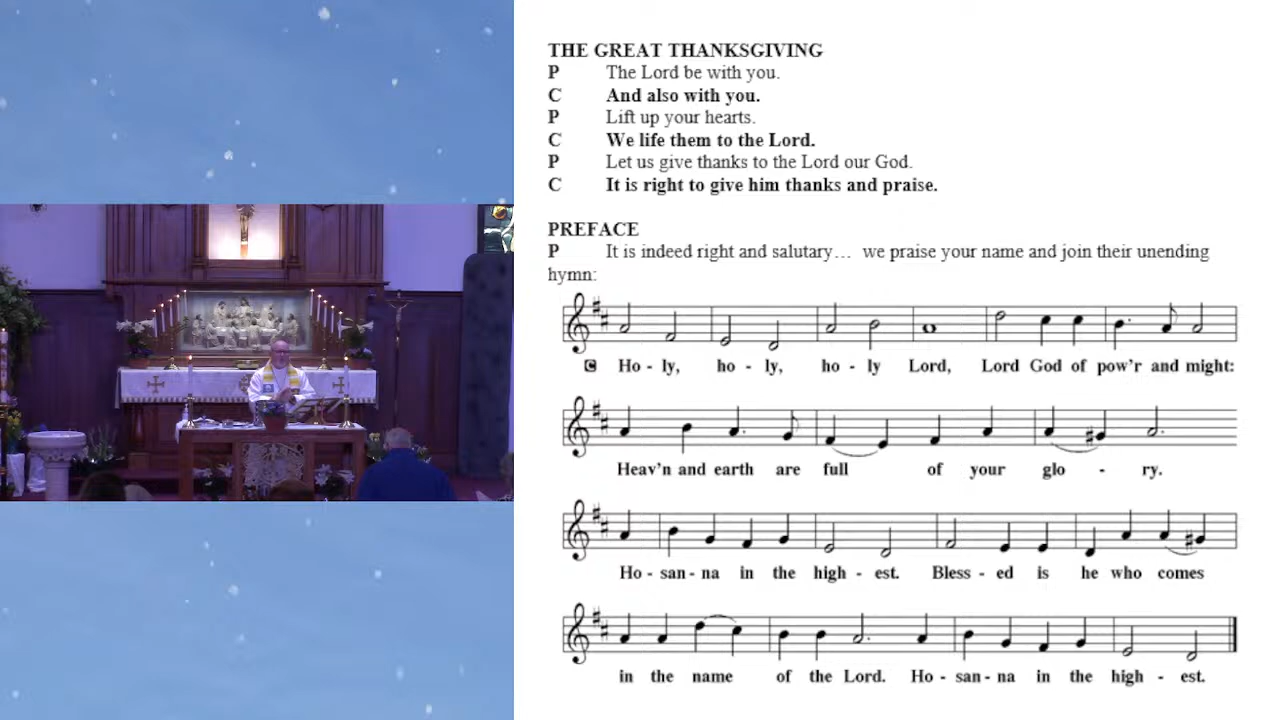 THE GREAT THANKSGIVING
P The Lord be with you.
C And also with you.
P Lift up your hearts.
C We life them to the Lord.
P Let us give thanks to the Lord our God.
C It is right to give him thanks and praise.
PREFACE
P It is indeed right and salutary… we praise your name and join their unending
hymn:
C Ho - ly, ho - ly, ho - ly Lord, Lord God of pow'r and might:
Heav'n and earth are full of your glo - ry.
Ho - san - na in the high - est. Bless - ed is he who comes
in the name of the Lord. Ho - san - na in the high - est.